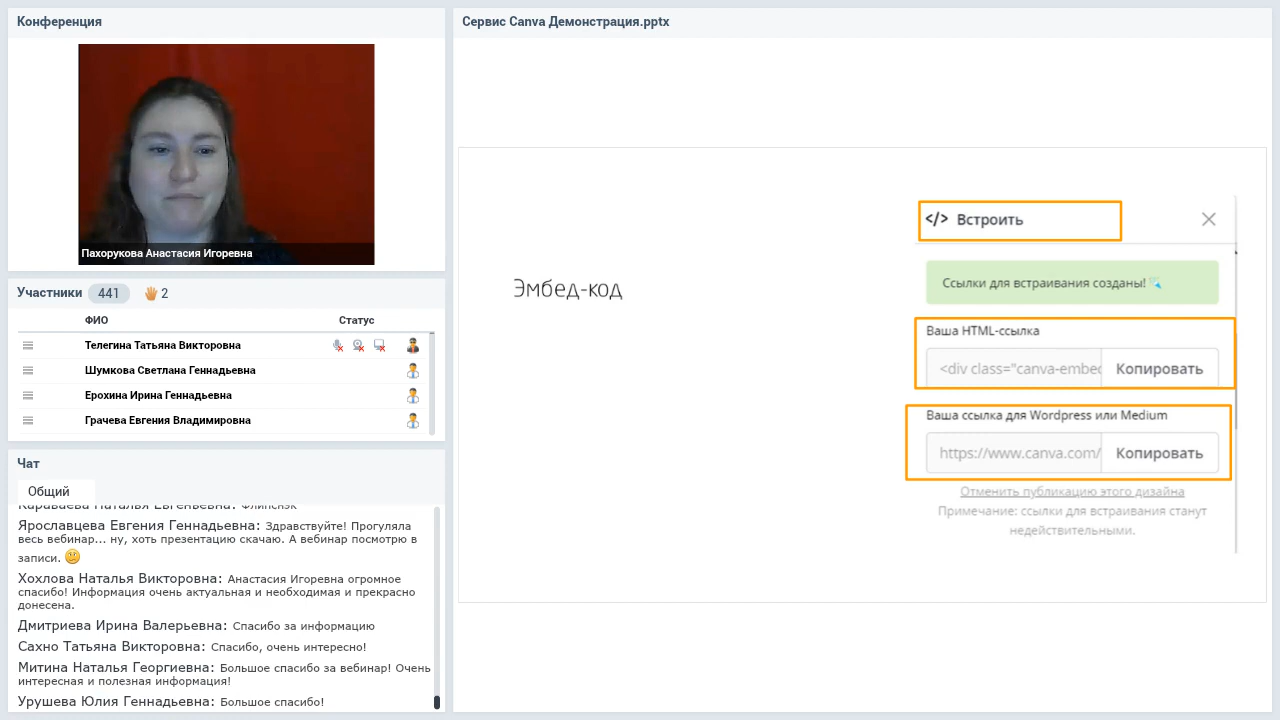 Конференция
Пахорукова Анастасия Игоревна
Участники 441 2
ФИО Статус
Телегина Татьяна Викторовна
Шумкова Светлана Геннадьевна
Ерохина Ирина Геннадьевна
Грачева Евгения Владимировна
Чат
Общий
Караваева Наталья Евгеньевна: Флипснэк
Ярославцева Евгения Геннадьевна: Здравствуйте! Прогуляла
весь вебинар... ну, хоть презентацию скачаю. А вебинар посмотрю в
записи.
Хохлова Наталья Викторовна: Анастасия Игоревна огромное
спасибо! Информация очень актуальная и необходимая и прекрасно
донесена.
Дмитриева Ирина Валерьевна: Спасибо за информацию
Сахно Татьяна Викторовна: Спасибо, очень интересно!
Митина Наталья Георгиевна: Большое спасибо за вебинар! Очень
интересная и полезная информация!
Урушева Юлия Геннадьевна: Большое спасибо!
Сервис Canva Демонстрация.pptx
Эмбед-код
</> Встроить
Ссылки для встраивания созданы!
Ваша HTML-ссылка
<div class="canva-embed Копировать
Ваша ссылка для Wordpress или Medium
https://www.canva.com/ Копировать
Отменить публикацию этого дизайна
Примечание: ссылки для встраивания станут
недействительными.